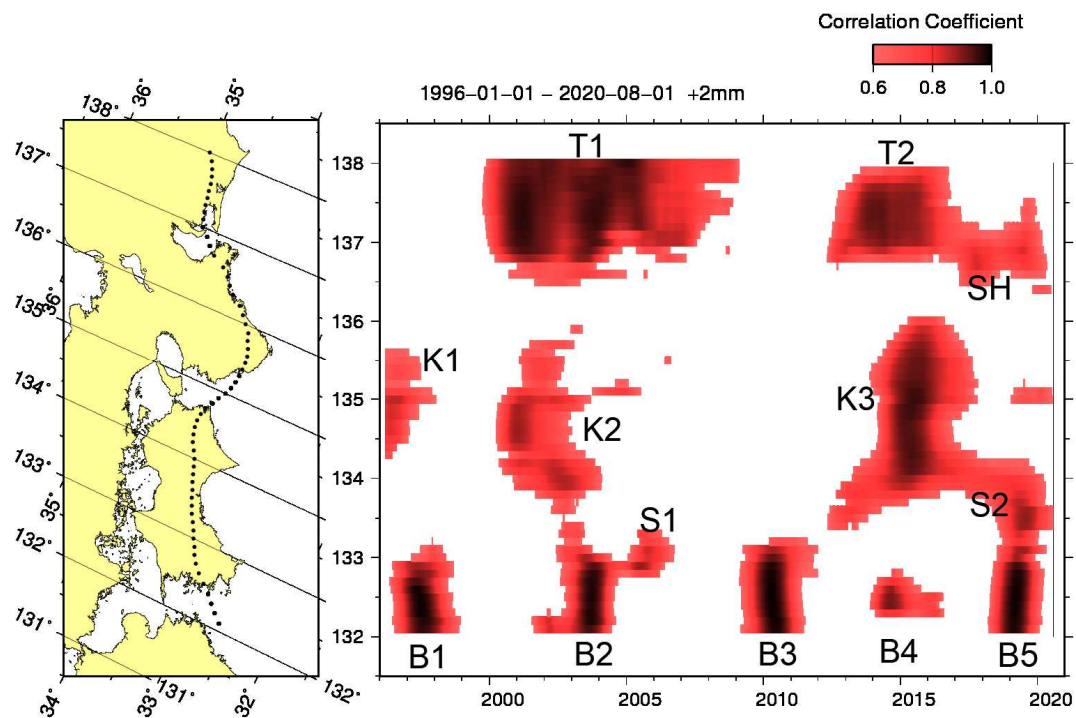 Correlation Coefficient
0.6 0.8 1.0
1996−01−01 − 2020−08−01 +2mm
138° 36° 35°
137°
136°
36°
135°
134°
133°
35°
132°
131°
34° 33° 131° 32° 132°
138
137
136
135
134
133
132
T1
T2
SH
K1
K3
K2
S2
S1
B1 B2 B3 B4 B5
2000 2005 2010 2015 2020